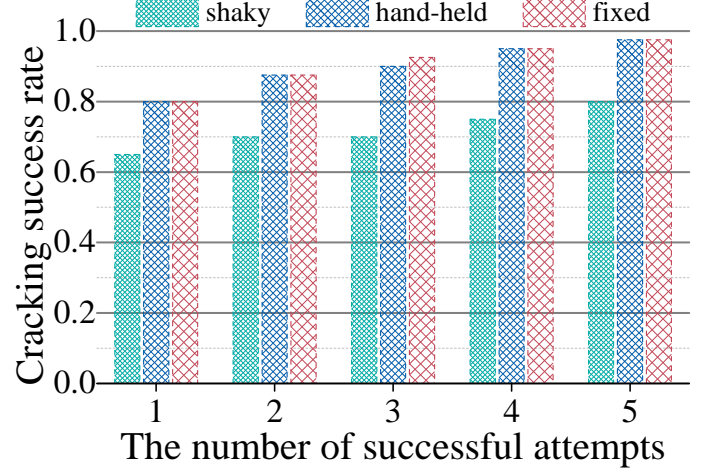 shaky hand-held fixed
Cracking success rate
1.0
0.8
0.6
0.4
0.2
0.0
1 2 3 4 5
The number of successful attempts